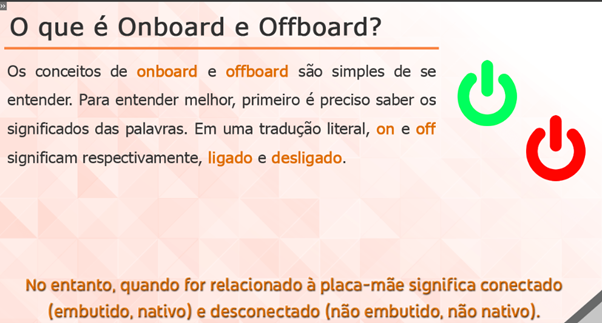 O que é Onboard e Offboard?
Os conceitos de onboard e offboard são simples de se
entender. Para entender melhor, primeiro é preciso saber os
significados das palavras. Em uma tradução literal, on e off
significam respectivamente, ligado e desligado.
No entanto, quando for relacionado à placa-mãe significa conectado
(embutido, nativo) e desconectado (não embutido, não nativo).